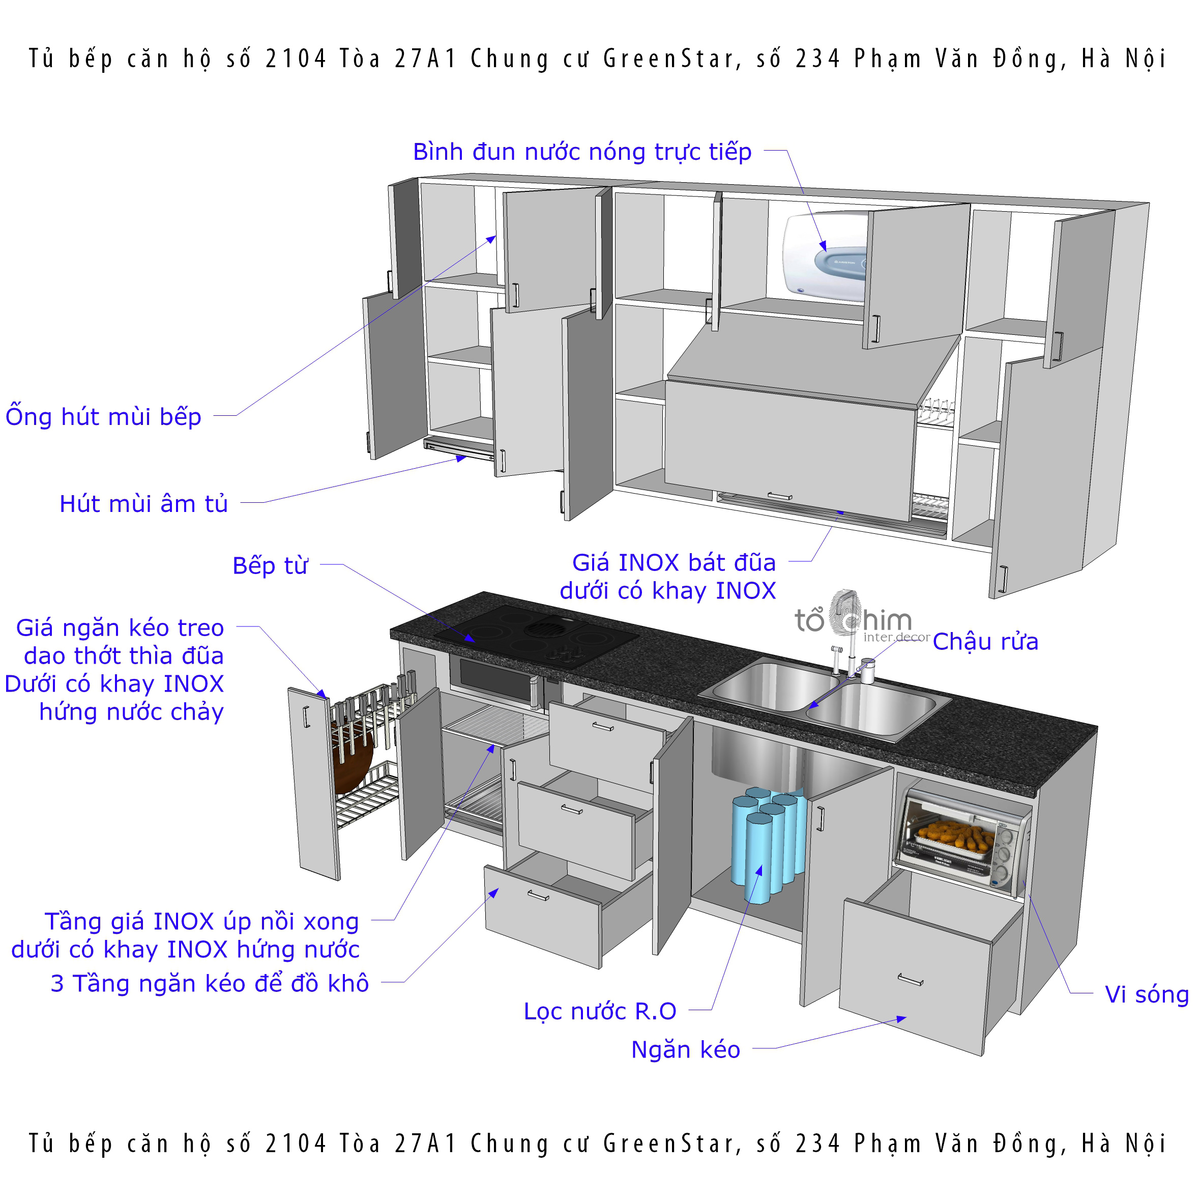 Tủ bếp căn hộ số 2104 Tòa 27A1 Chung cư GreenStar, số 234 Phạm Văn Đồng, Hà Nội
Bình đun nước nóng trực tiếp
Ống hút mùi bếp
Hút mùi âm tủ
Bếp từ
Giá INOX bát đũa
dưới có khay INOX
tổ chim
inter.decor
Chậu rửa
Giá ngăn kéo treo
dao thớt thìa đũa
Dưới có khay INOX
hứng nước chảy
Tầng giá INOX úp nồi xong
dưới có khay INOX hứng nước
3 Tầng ngăn kéo để đồ khô
Lọc nước R.O
Vi sóng
Ngăn kéo
Tủ bếp căn hộ số 2104 Tòa 27A1 Chung cư GreenStar, số 234 Phạm Văn Đồng, Hà Nội